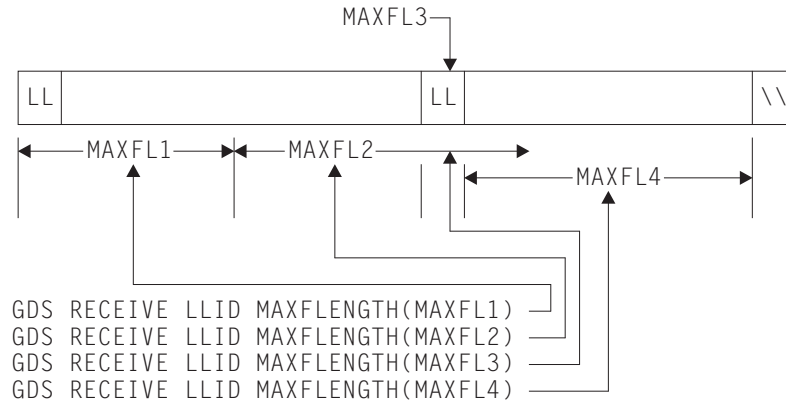 MAXFL3
LL LL \\
MAXFL1 MAXFL2
MAXFL4
GDS RECEIVE LLID MAXFLENGTH(MAXFL1)
GDS RECEIVE LLID MAXFLENGTH(MAXFL2)
GDS RECEIVE LLID MAXFLENGTH(MAXFL3)
GDS RECEIVE LLID MAXFLENGTH(MAXFL4)